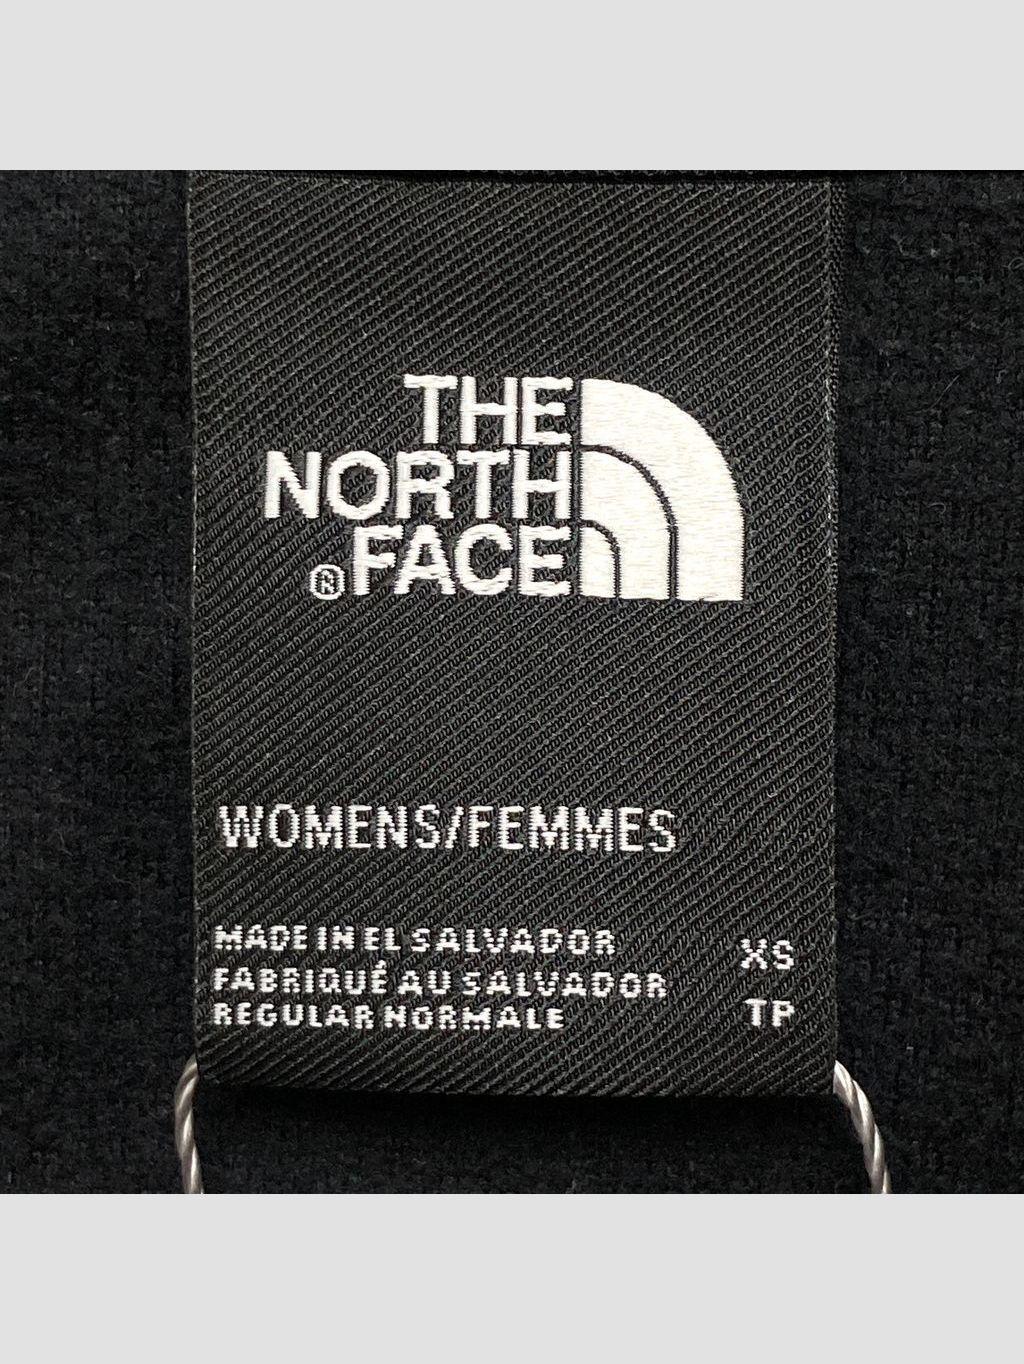 THE
NORTH
®FACE
WOMENS/FEMMES
MADE IN EL SALVADOR XS
FABRIQUÉ AU SALVADOR
REGULAR NORMALE TP